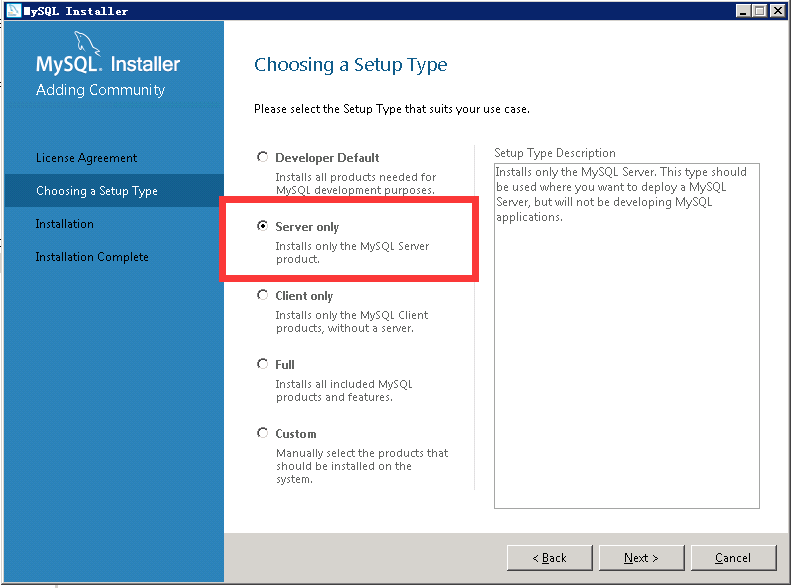 MySQL Installer
MySQL. Installer
Adding Community
License Agreement
Choosing a Setup Type
Installation
Installation Complete
Choosing a Setup Type
Please select the Setup Type that suits your use case.
Developer Default
Installs all products needed for
MySQL development purposes.
Server only
Installs only the MySQL Server
product.
Client only
Installs only the MySQL Client
products, without a server.
Full
Installs all included MySQL
products and features.
Custom
Manually select the products that
should be installed on the
system.
Setup Type Description
Installs only the MySQL Server. This type should
be used where you want to deploy a MySQL
Server, but will not be developing MySQL
applications.
< Back
Next >
Cancel